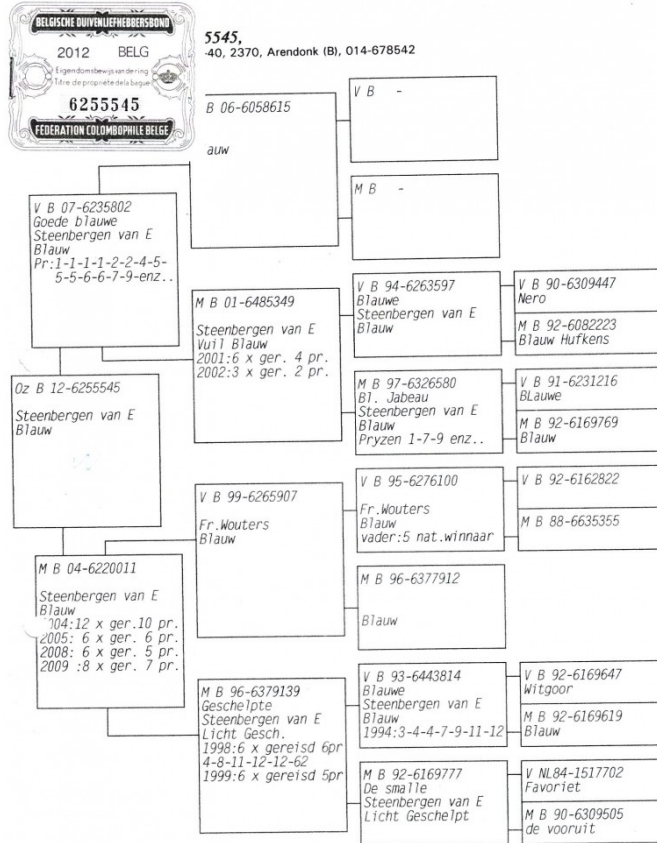 BELGISCHE DUIVENLIEFHEBBERSBOND
2012 BELG
Eigendomsbewijs van de ring
Titre de propriété de la bague
6255545
FEDERATION COLOMBOPHILE BELGE
5545,
-40, 2370, Arendonk (B), 014-678542
B 06-6058615
auw
V B -
M B -
V B 07-6235802
Goede blauwe
Steenbergen van E
Blauw
Pr:1-1-1-1-2-2-4-5-
5-5-6-6-7-9-enz..
M B 01-6485349
Steenbergen van E
Vuil Blauw
2001:6 x ger. 4 pr.
2002:3 x ger. 2 pr.
V B 94-6263597
Blauwe
Steenbergen van E
Blauw
V B 90-6309447
Nero
M B 92-6082223
Blauw Hufkens
M B 97-6326580
Bl. Jabeau
Steenbergen van E
Blauw
Pryzen 1-7-9 enz..
V B 91-6231216
BLauwe
M B 92-6169769
Blauw
Oz B 12-6255545
Steenbergen van E
Blauw
V B 99-6265907
Fr.Wouters
Blauw
V B 95-6276100
Fr.Wouters
Blauw
vader:5 nat.winnaar
V B 92-6162822
M B 88-6635355
M B 96-6377912
Blauw
M B 04-6220011
Steenbergen van E
Blauw
004:12 x ger.10 pr.
2005: 6 x ger. 6 pr.
2008: 6 x ger. 5 pr.
2009 :8 x ger. 7 pr.
M B 96-6379139
Geschelpte
Steenbergen van E
Licht Gesch.
1998:6 x gereisd 6pr
4-8-11-12-12-62
1999:6 x gereisd 5pr
V B 93-6443814
Blauwe
Steenbergen van E
Blauw
1994:3-4-4-7-9-11-12
V B 92-6169647
Witgoor
M B 92-6169619
Blauw
M B 92-6169777
De smalle
Steenbergen van E
Licht Geschelpt
V NL84-1517702
Favoriet
M B 90-6309505
de vooruit